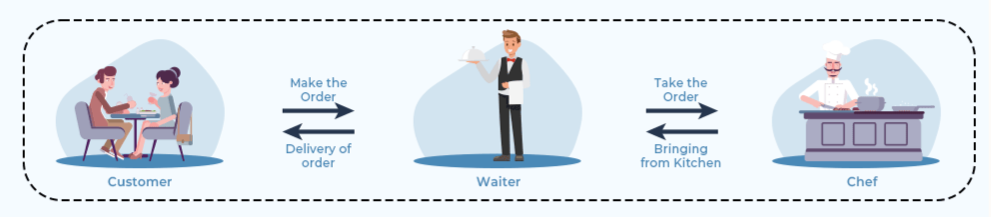 Make the
Order
Delivery of
order
Take the
Order
Bringing
from Kitchen
Customer
Waiter
Chef